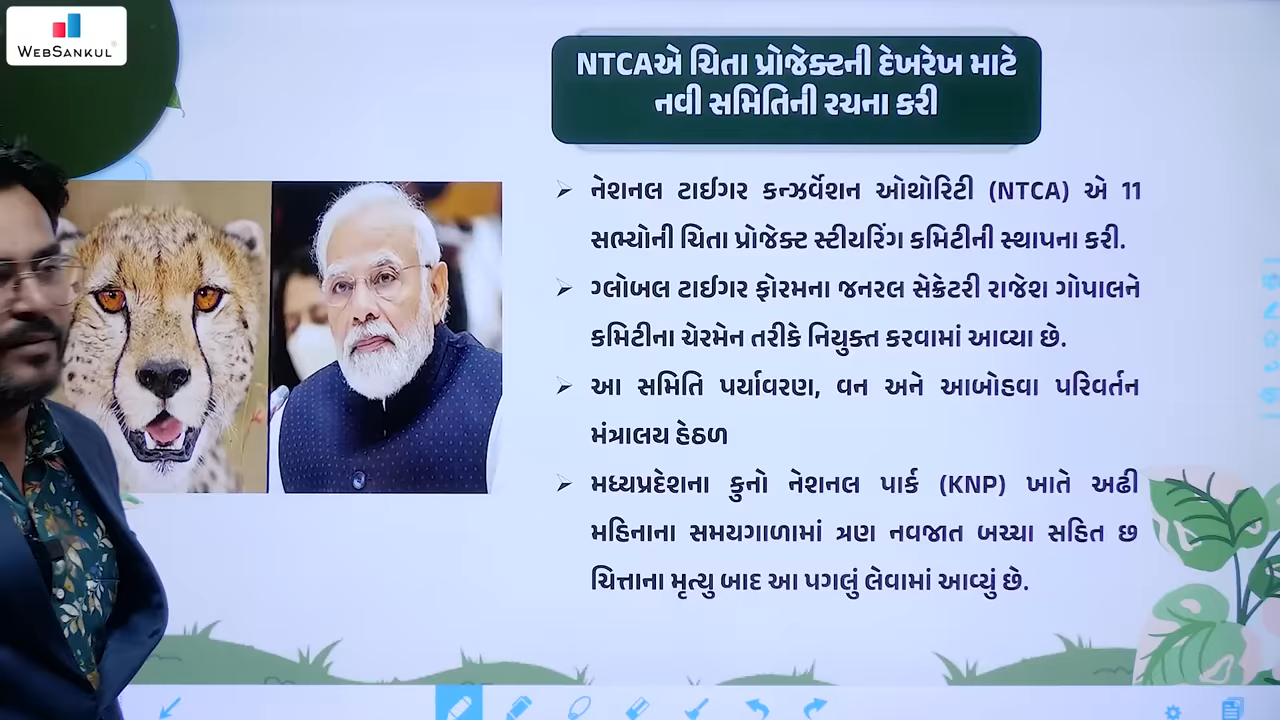 WEBSANKUL
NTCAએ ચિતા પ્રોજેક્ટની દેખરેખ માટે
નવી સમિતિની રચના કરી
➢ નેશનલ ટાઈગર કન્ઝર્વેશન ઓથોરિટી (NTCA) એ 11
સભ્યોની ચિતા પ્રોજેક્ટ સ્ટીયરિંગ કમિટીની સ્થાપના કરી.
➢ ગ્લોબલ ટાઈગર ફોરમના જનરલ સેક્રેટરી રાજેશ ગોપાલને
કમિટીના ચેરમેન તરીકે નિયુક્ત કરવામાં આવ્યા છે.
➢ આ સમિતિ પર્યાવરણ, વન અને આબોહવા પરિવર્તન
મંત્રાલય હેઠળ
➢ મધ્યપ્રદેશના કુનો નેશનલ પાર્ક (KNP) ખાતે અઢી
મહિનાના સમયગાળામાં ત્રણ નવજાત બચ્ચા સહિત છ
ચિત્તાના મૃત્યુ બાદ આ પગલું લેવામાં આવ્યું છે.